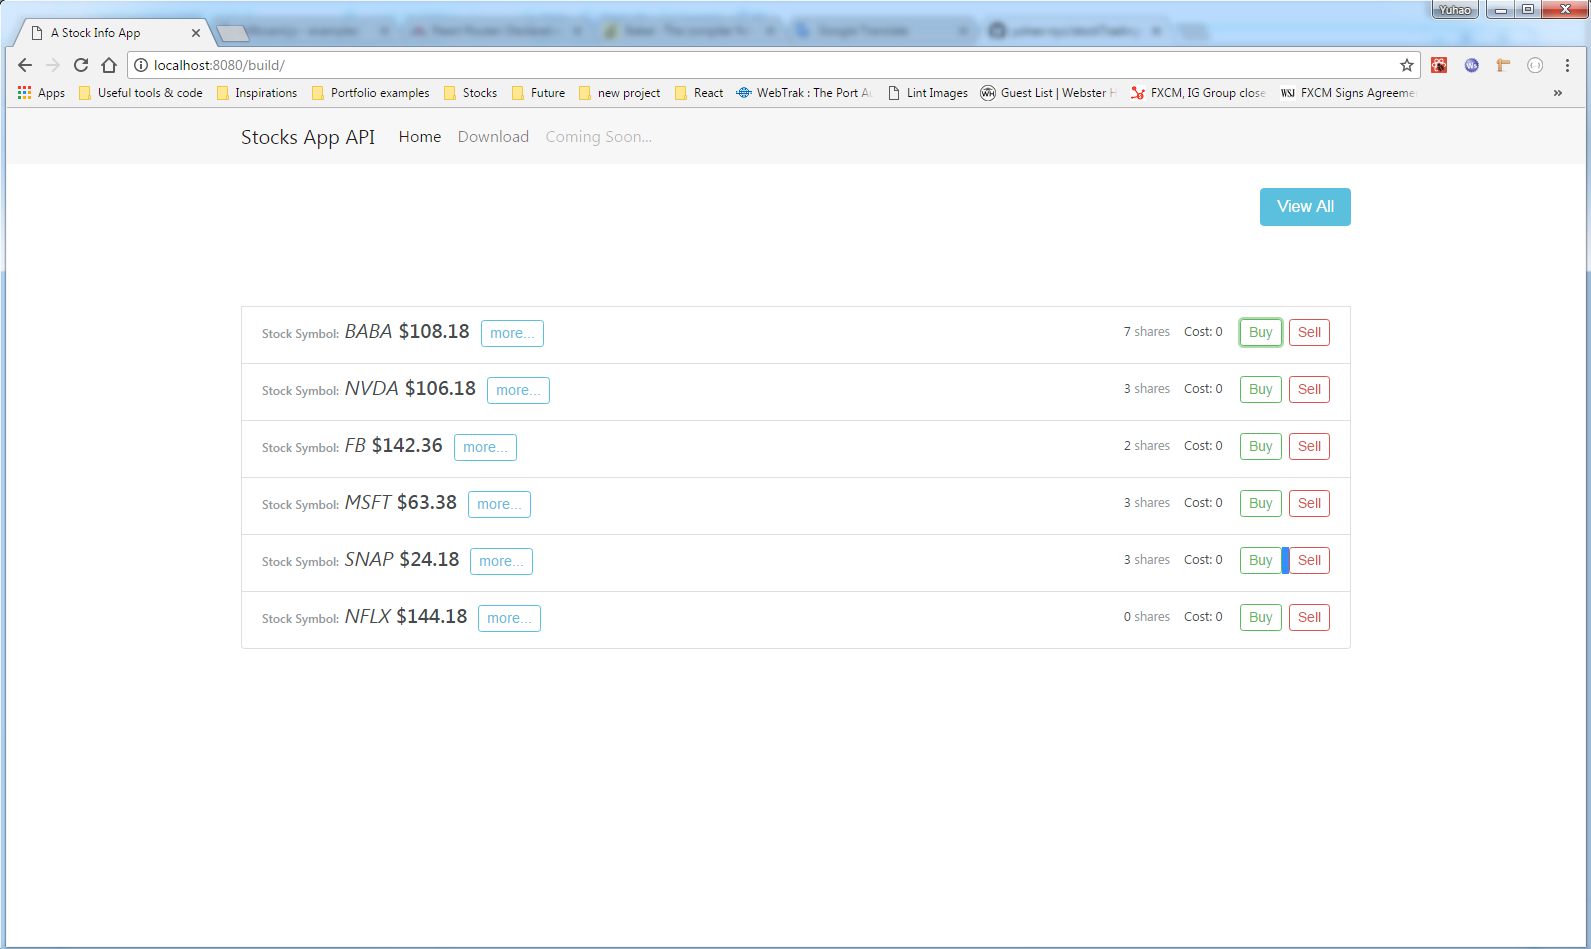 Yuhao
A Stock Info App
localhost:8080/build/
Apps Useful tools & code Inspirations Portfolio examples Stocks Future new project React WebTrak : The Port Au Lint Images Guest List | Webster H FXCM, IG Group close WSJ FXCM Signs Agreeme »
Stocks App API Home Download Coming Soon...
View All
Stock Symbol: BABA $108.18 more... 7 shares Cost: 0 Buy Sell
Stock Symbol: NVDA $106.18 more... 3 shares Cost: 0 Buy Sell
Stock Symbol: FB $142.36 more... 2 shares Cost: 0 Buy Sell
Stock Symbol: MSFT $63.38 more... 3 shares Cost: 0 Buy Sell
Stock Symbol: SNAP $24.18 more... 3 shares Cost: 0 Buy Sell
Stock Symbol: NFLX $144.18 more... 0 shares Cost: 0 Buy Sell